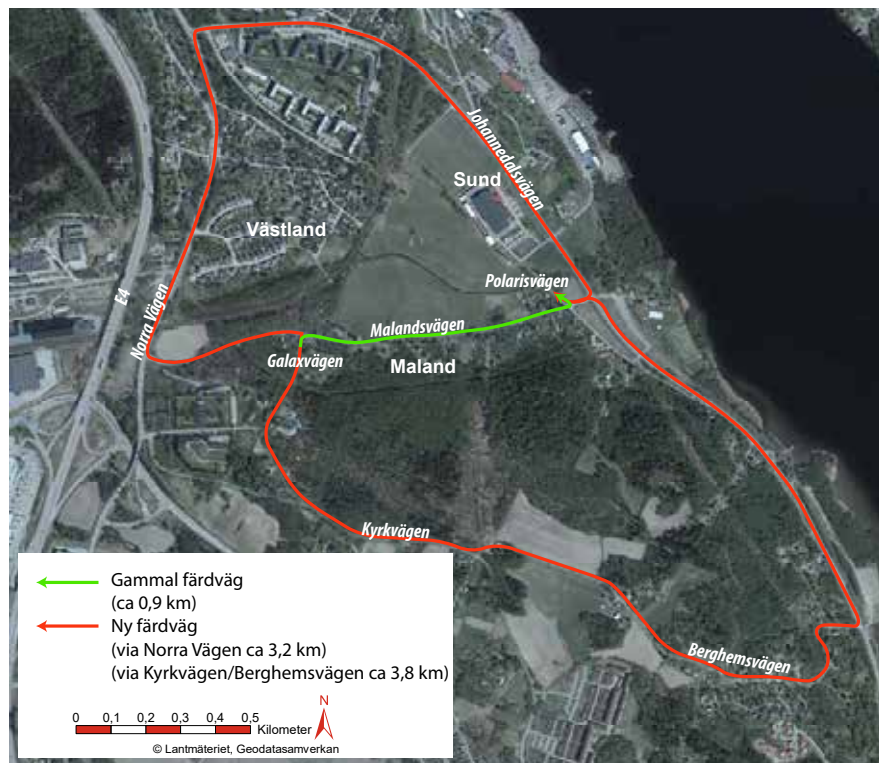 Johannedalsvägen
Sund
Västland
Polarisvägen
E4
Norra Vägen
Malandsvägen
Galaxvägen
Maland
Kyrkvägen
Berghemsvägen
Gammal färdväg
(ca 0,9 km)
Ny färdväg
(via Norra Vägen ca 3,2 km)
(via Kyrkvägen/Berghemsvägen ca 3,8 km)
N
0 0,1 0,2 0,3 0,4 0,5
Kilometer
© Lantmäteriet, Geodatasamverkan